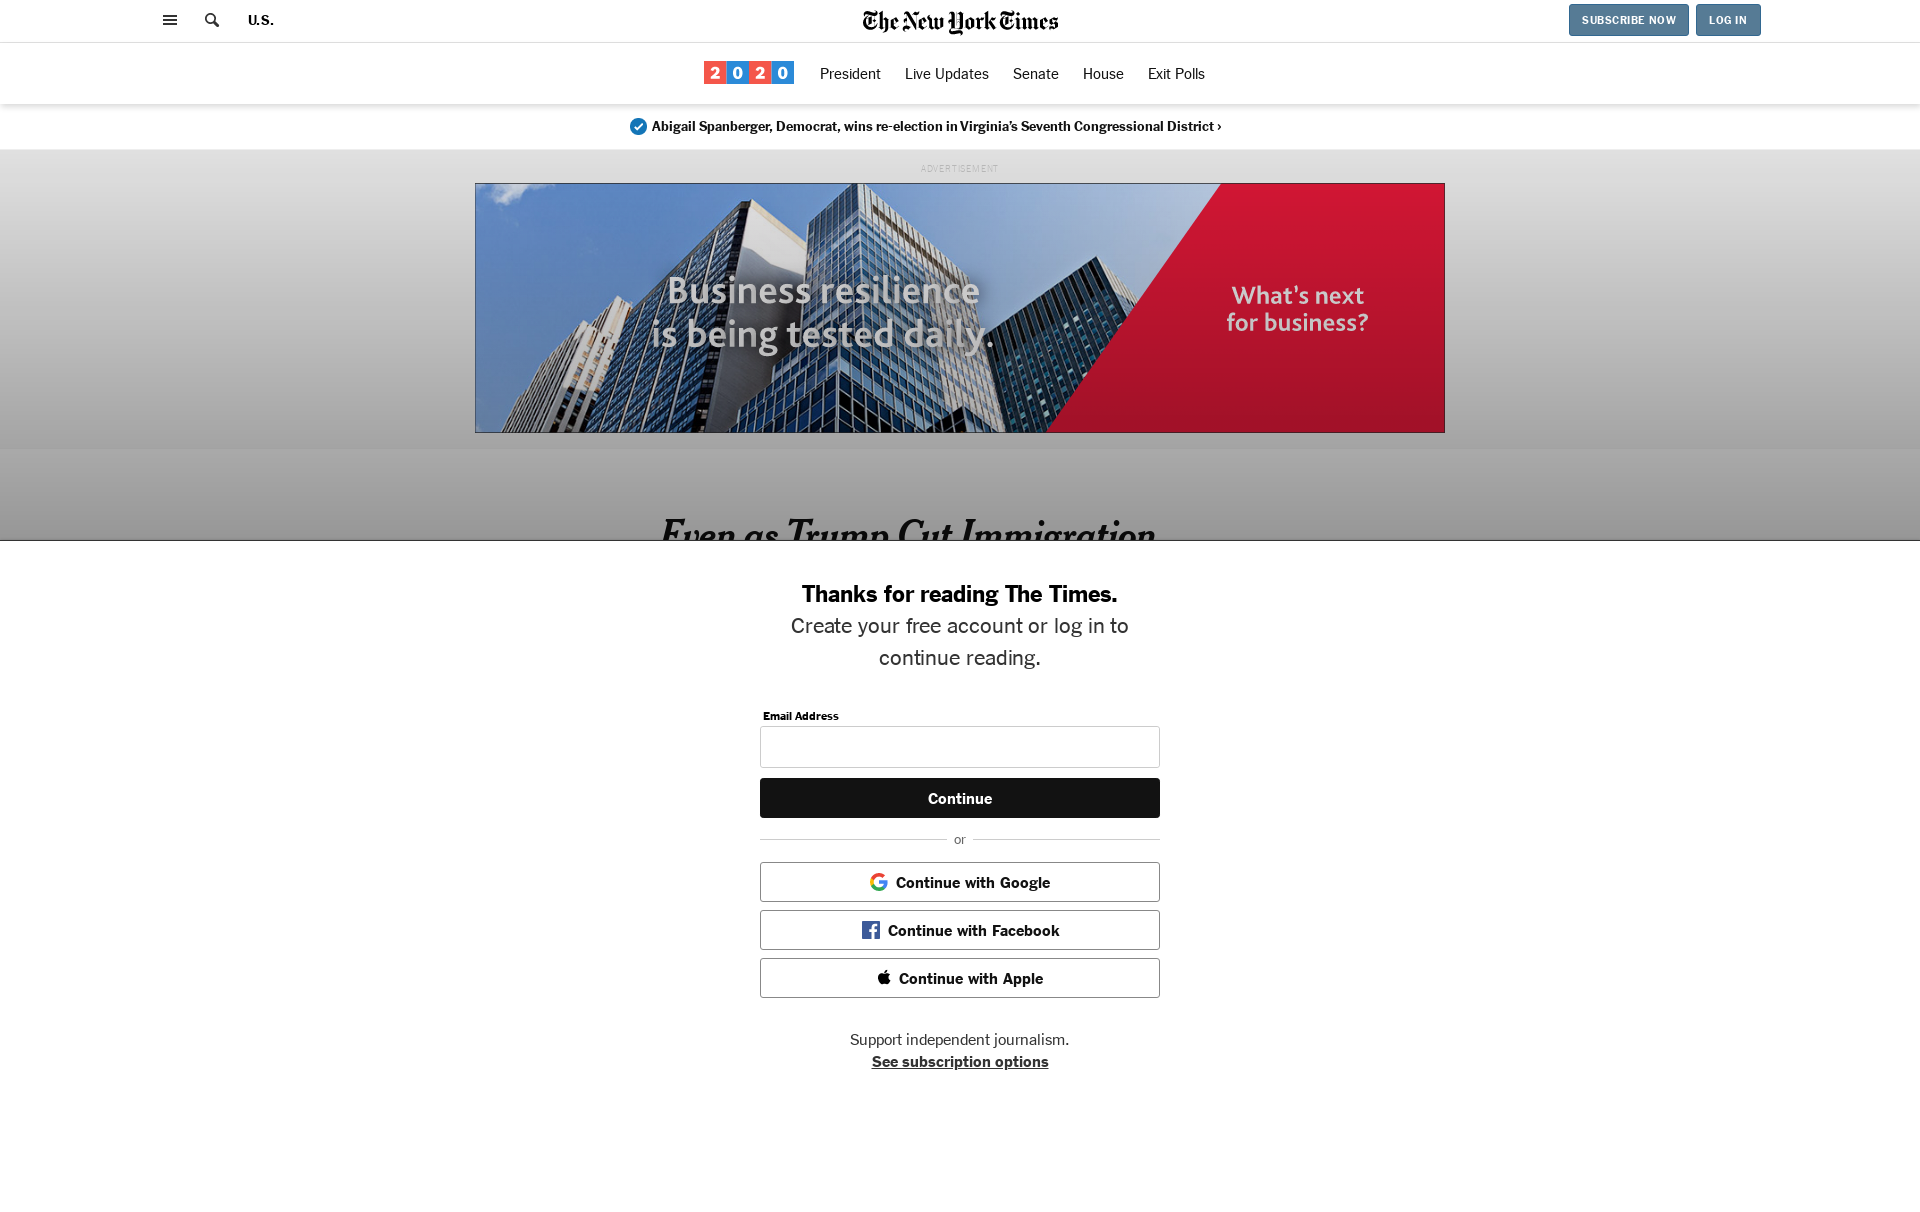 U.S.
The New York Times
SUBSCRIBE NOW
LOG IN
2020
President
Live Updates
Senate
House
Exit Polls
Abigail Spanberger, Democrat, wins re-election in Virginia’s Seventh Congressional District ›
ADVERTISEMENT
Business resilience
is being tested daily.
What’s next
for business?
Even as Trump Cut Immigration
Thanks for reading The Times.
Create your free account or log in to
continue reading.
Email Address
Continue
or
Continue with Google
Continue with Facebook
Continue with Apple
Support independent journalism.
See subscription options